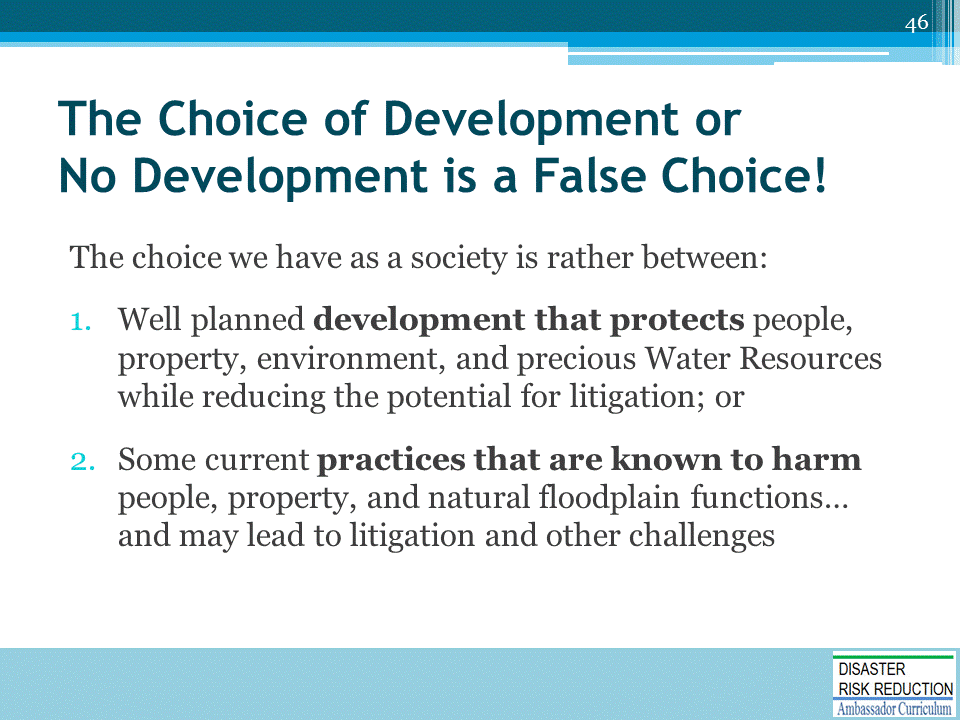 46
The Choice of Development or
No Development is a False Choice!
The choice we have as a society is rather between:
1. Well planned development that protects people,
property, environment, and precious Water Resources
while reducing the potential for litigation; or
2. Some current practices that are known to harm
people, property, and natural floodplain functions...
and may lead to litigation and other challenges
DISASTER
RISK REDUCTION
Ambassador Curriculum